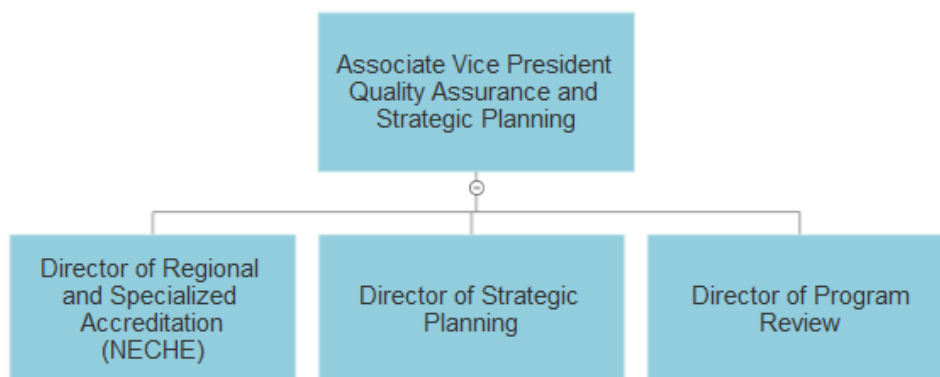 Associate Vice President
Quality Assurance and
Strategic Planning
Director of Regional
and Specialized
Accreditation
(NECHE)
Director of Strategic
Planning
Director of Program
Review